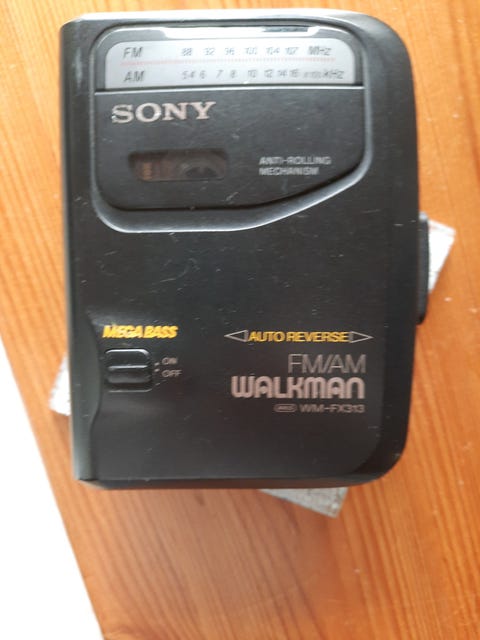 FM 88 92 96 100 104 107 MHz
AM 54 6 7 8 10 12 14 16 kHz
SONY
ANTI-ROLLING
MECHANISM
MEGA BASS
ON
OFF
AUTO REVERSE
FM/AM
WALKMAN
WM-FX313